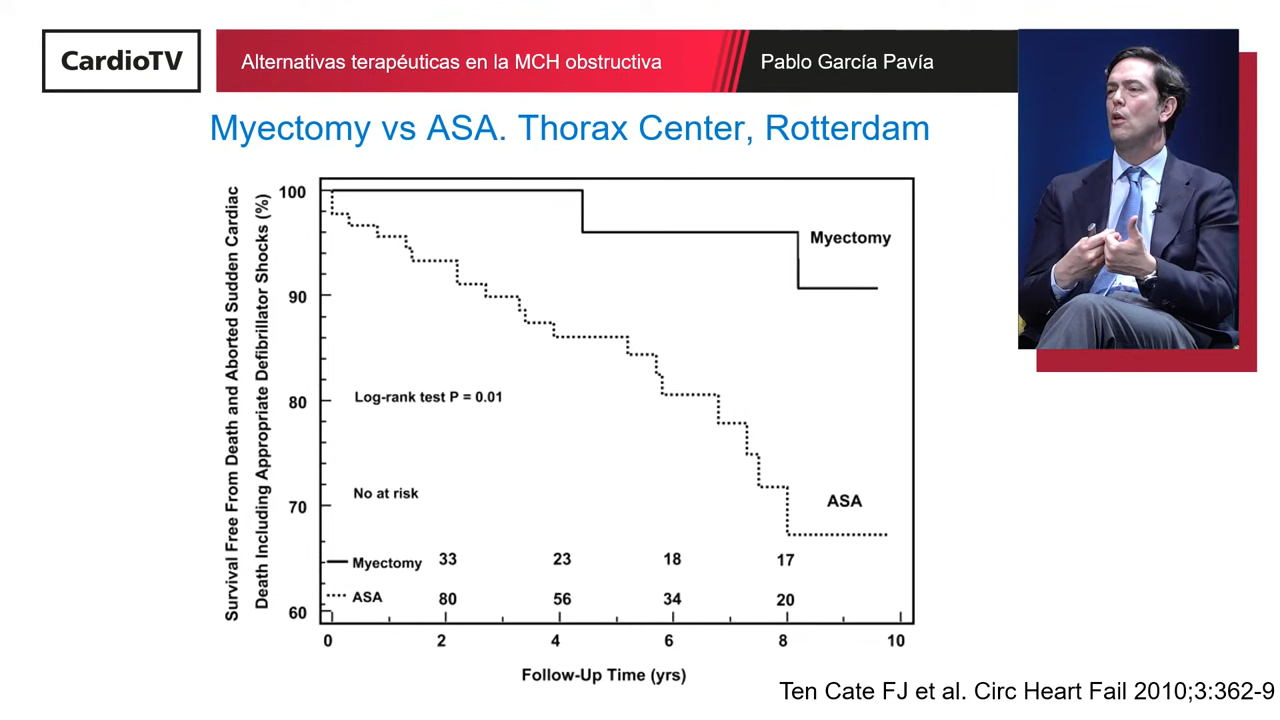 CardioTV
Alternativas terapéuticas en la MCH obstructiva
Pablo García Pavía
Myectomy vs ASA. Thorax Center, Rotterdam
Survival Free From Death and Aborted Sudden Cardiac
Death Including Appropriate Defibrillator Shocks (%)
100
90
80
70
60
Myectomy
Log-rank test P = 0.01
No at risk
ASA
Myectomy 33 23 18 17
ASA 80 56 34 20
0 2 4 6 8 10
Follow-Up Time (yrs)
Ten Cate FJ et al. Circ Heart Fail 2010;3:362-9